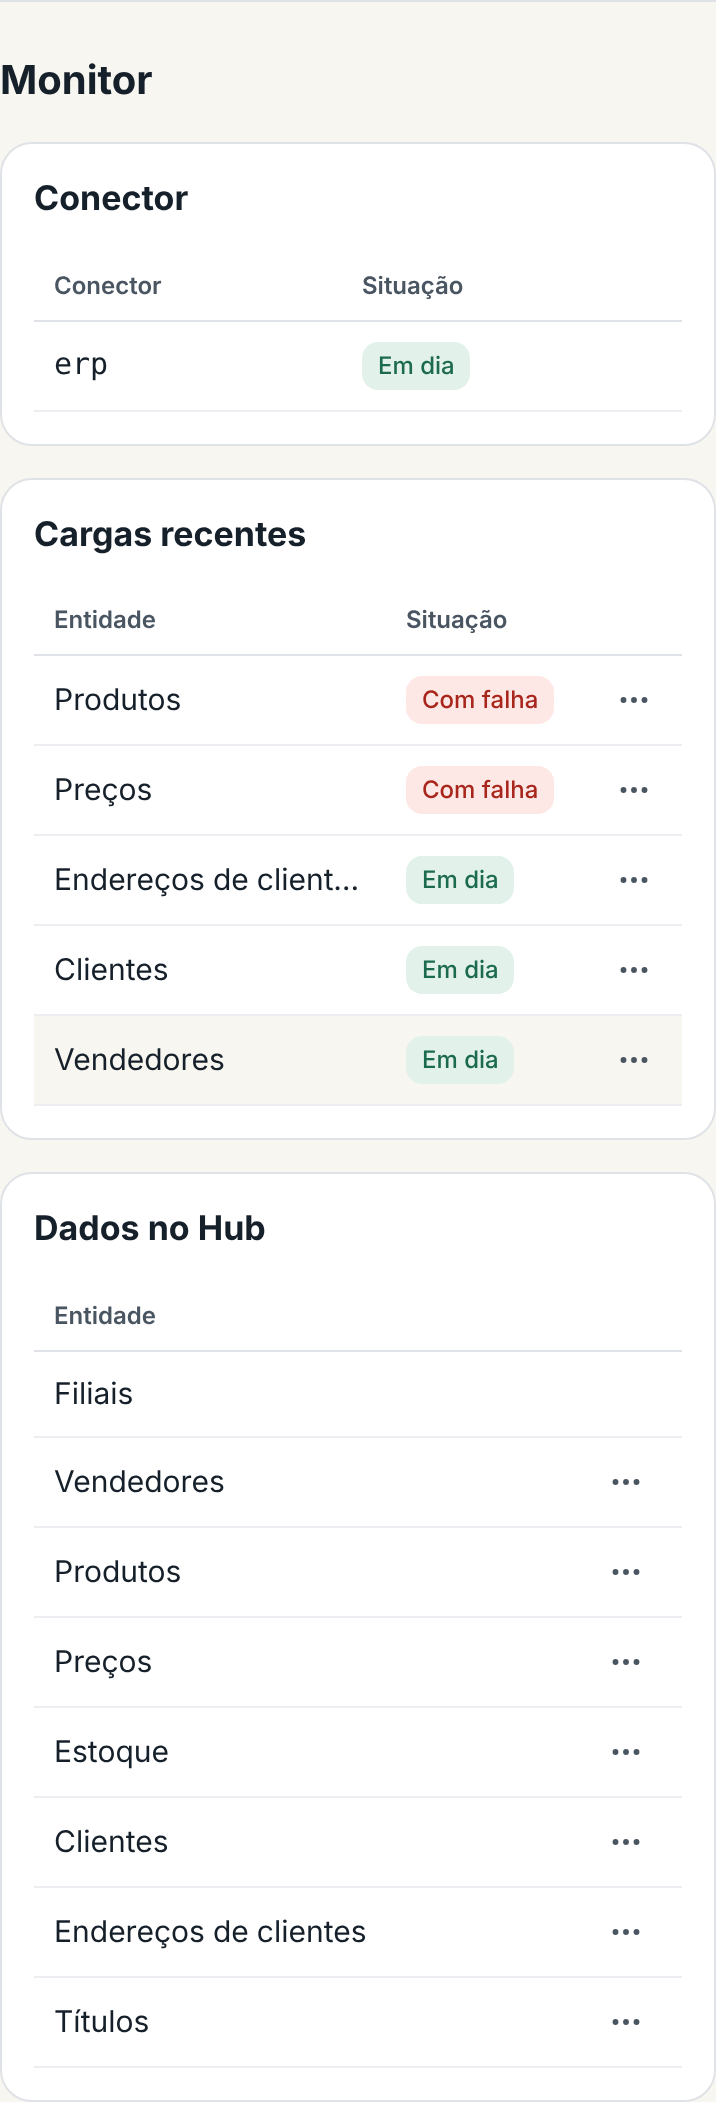 Monitor
Conector
Conector Situação
erp Em dia
Cargas recentes
Entidade Situação
Produtos Com falha
Preços Com falha
Endereços de client... Em dia
Clientes Em dia
Vendedores Em dia
Dados no Hub
Entidade
Filiais
Vendedores
Produtos
Preços
Estoque
Clientes
Endereços de clientes
Títulos